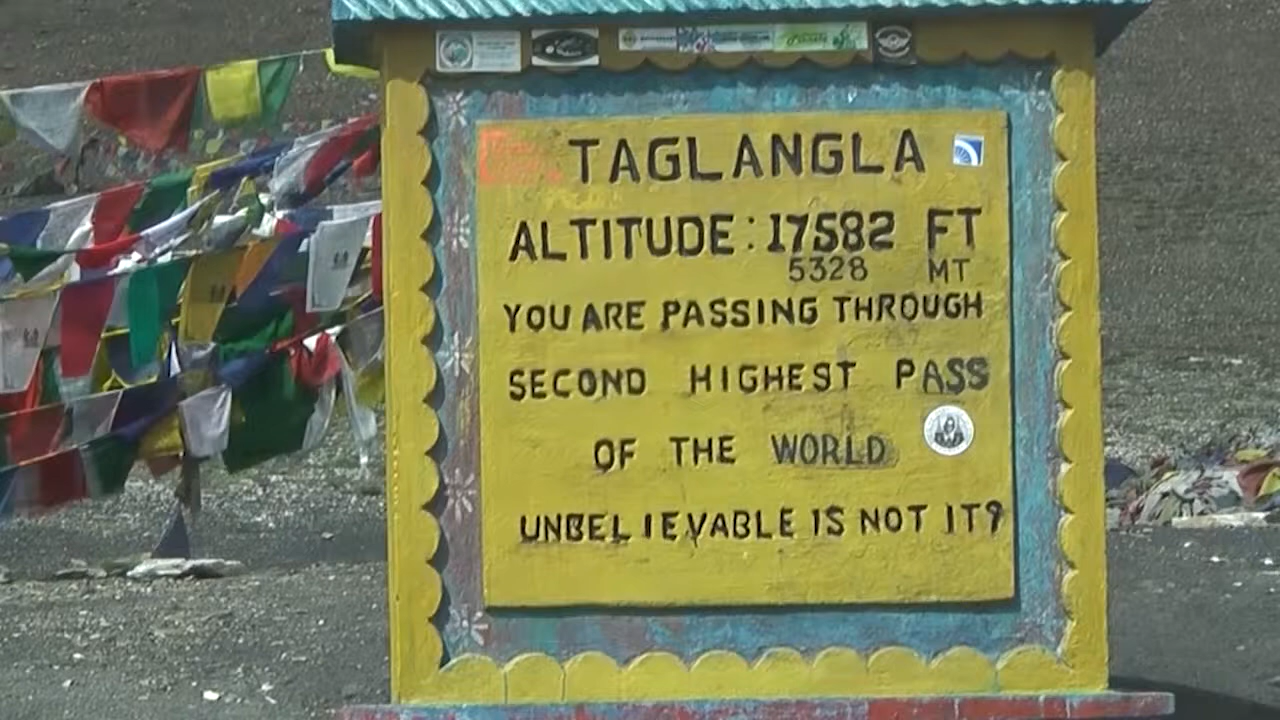 TAGLANGLA
ALTITUDE : 17582 FT
5328 MT
YOU ARE PASSING THROUGH
SECOND HIGHEST PASS
OF THE WORLD
UNBELIEVABLE IS NOT IT?